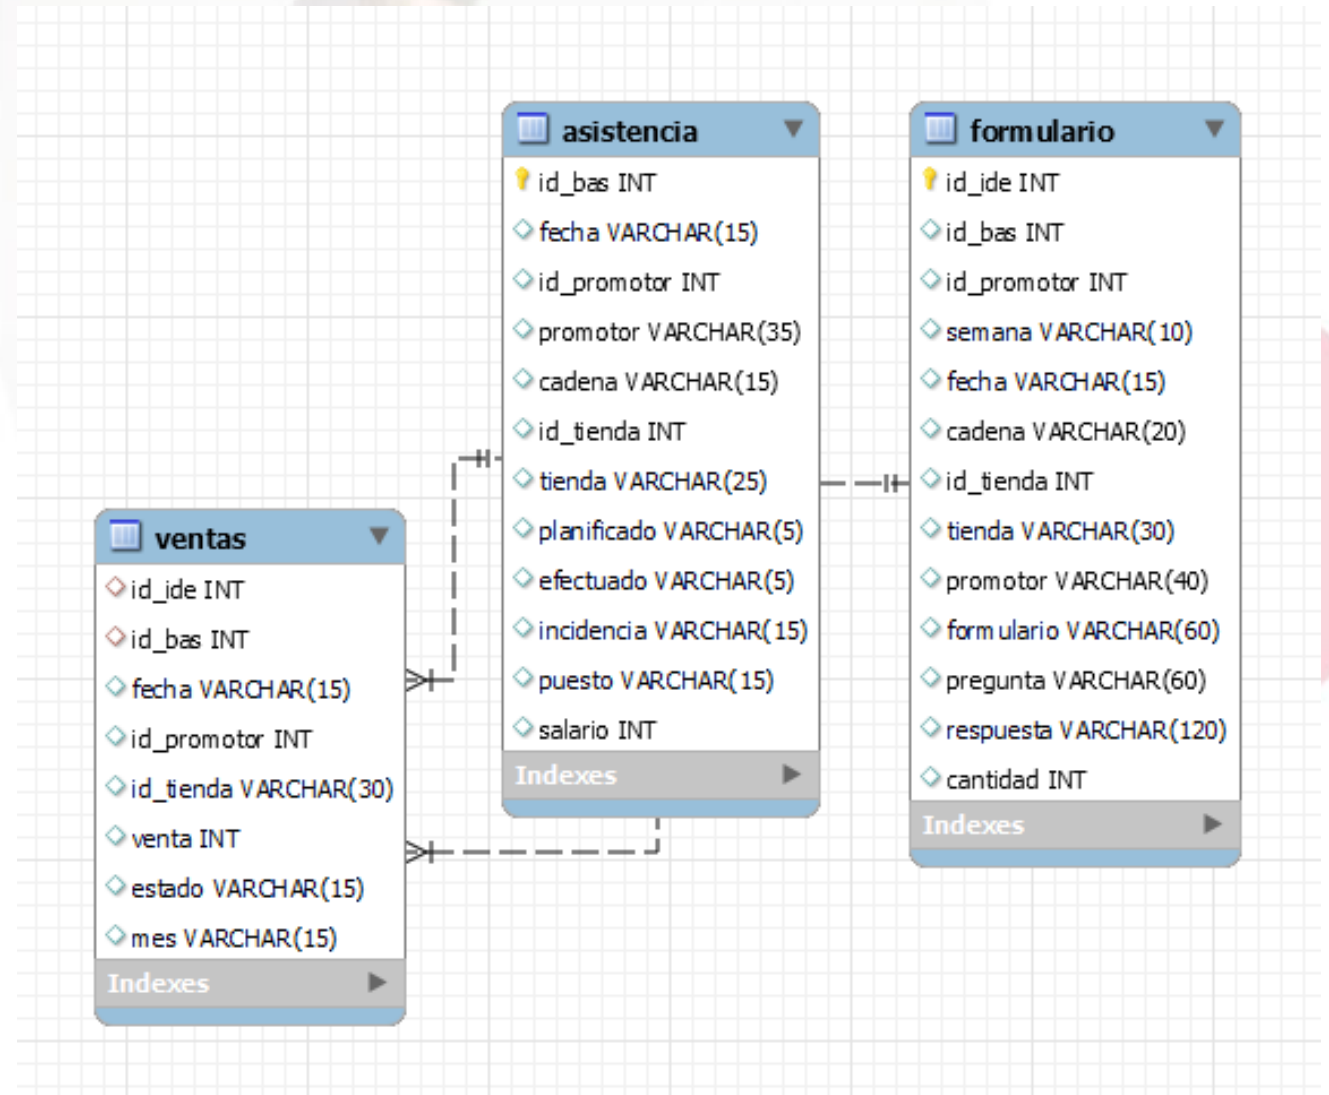 asistencia
id_bas INT
fecha VARCHAR(15)
id_promotor INT
promotor VARCHAR(35)
cadena VARCHAR(15)
id_tienda INT
tienda VARCHAR(25)
planificado VARCHAR(5)
efectuado VARCHAR(5)
incidencia VARCHAR(15)
puesto VARCHAR(15)
salario INT
Indexes
formulario
id_ide INT
id_bas INT
id_promotor INT
semana VARCHAR(10)
fecha VARCHAR(15)
cadena VARCHAR(20)
id_tienda INT
tienda VARCHAR(30)
promotor VARCHAR(40)
formulario VARCHAR(60)
pregunta VARCHAR(60)
respuesta VARCHAR(120)
cantidad INT
Indexes
ventas
id_ide INT
id_bas INT
fecha VARCHAR(15)
id_promotor INT
id_tienda VARCHAR(30)
venta INT
estado VARCHAR(15)
mes VARCHAR(15)
Indexes